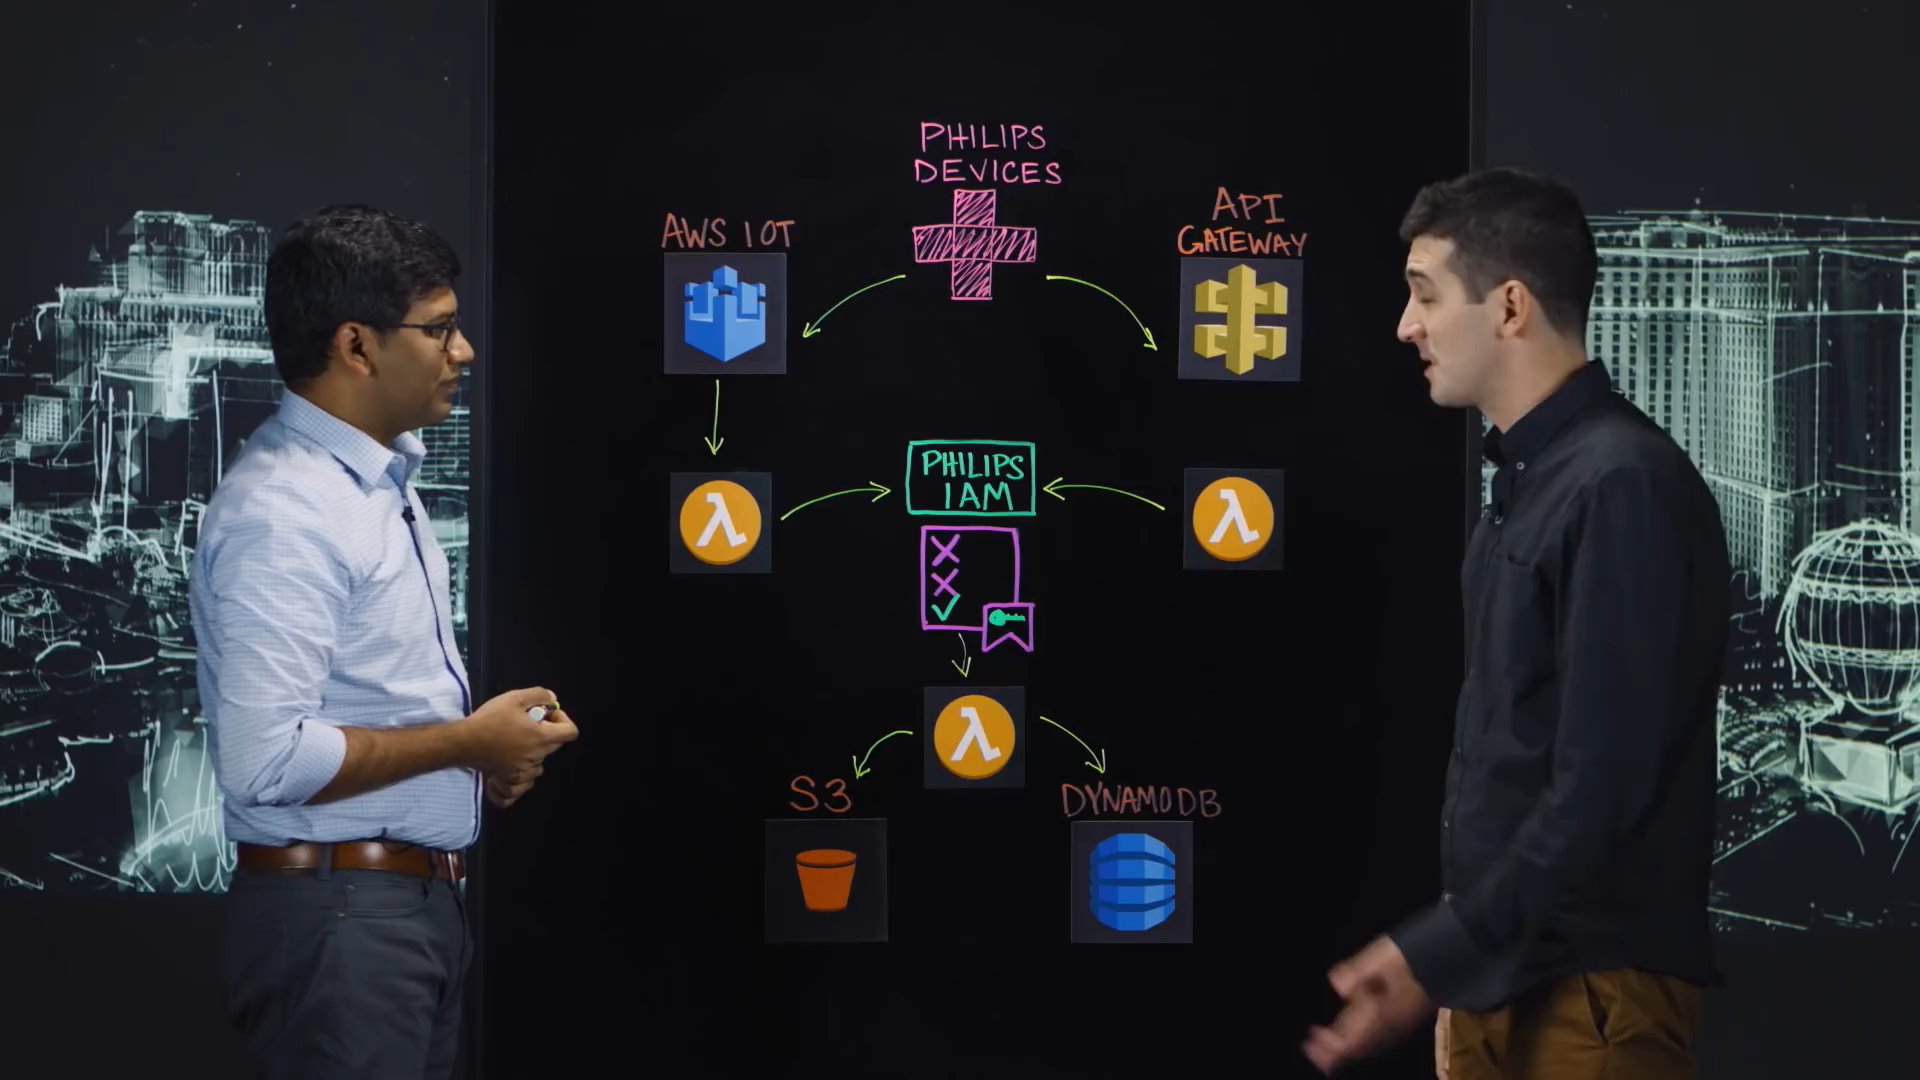 PHILIPS
DEVICES
AWS IOT
API
GATEWAY
PHILIPS
IAM
λ
λ
λ
S3
DYNAMODB